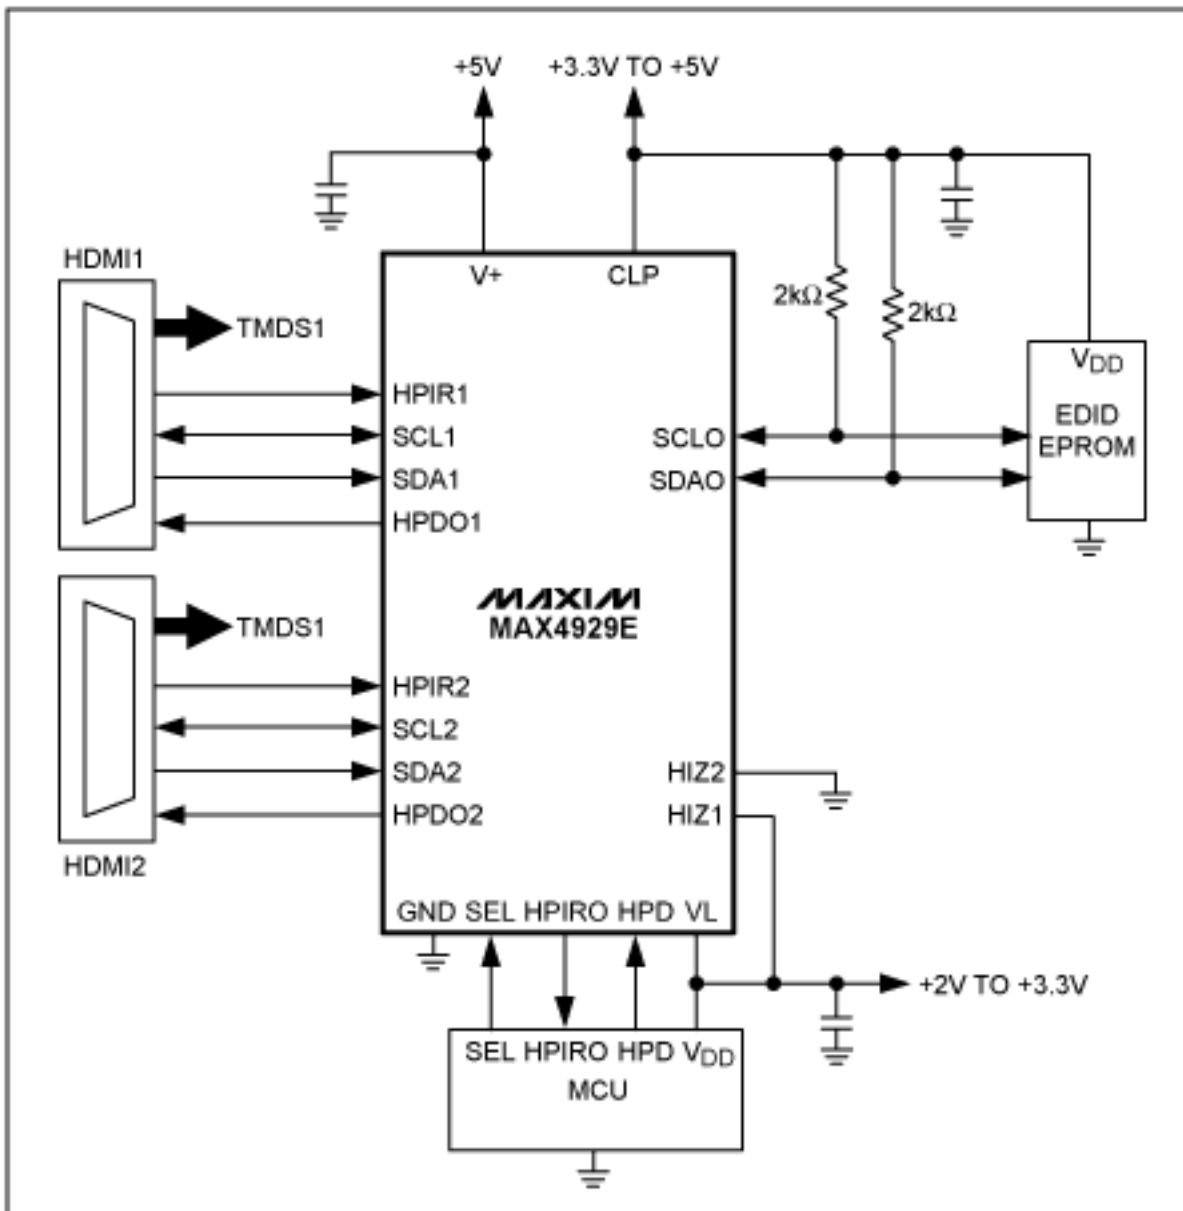 +5V
+3.3V TO +5V
HDMI1
V+
CLP
2kΩ
2kΩ
TMDS1
VDD
EDID
EPROM
HPIR1
SCL1
SDA1
HPDO1
SCLO
SDAO
MAXIM
MAX4929E
TMDS1
HPIR2
SCL2
SDA2
HPDO2
HIZ2
HIZ1
HDMI2
GND SEL HPIRO HPD VL
+2V TO +3.3V
SEL HPIRO HPD VDD
MCU